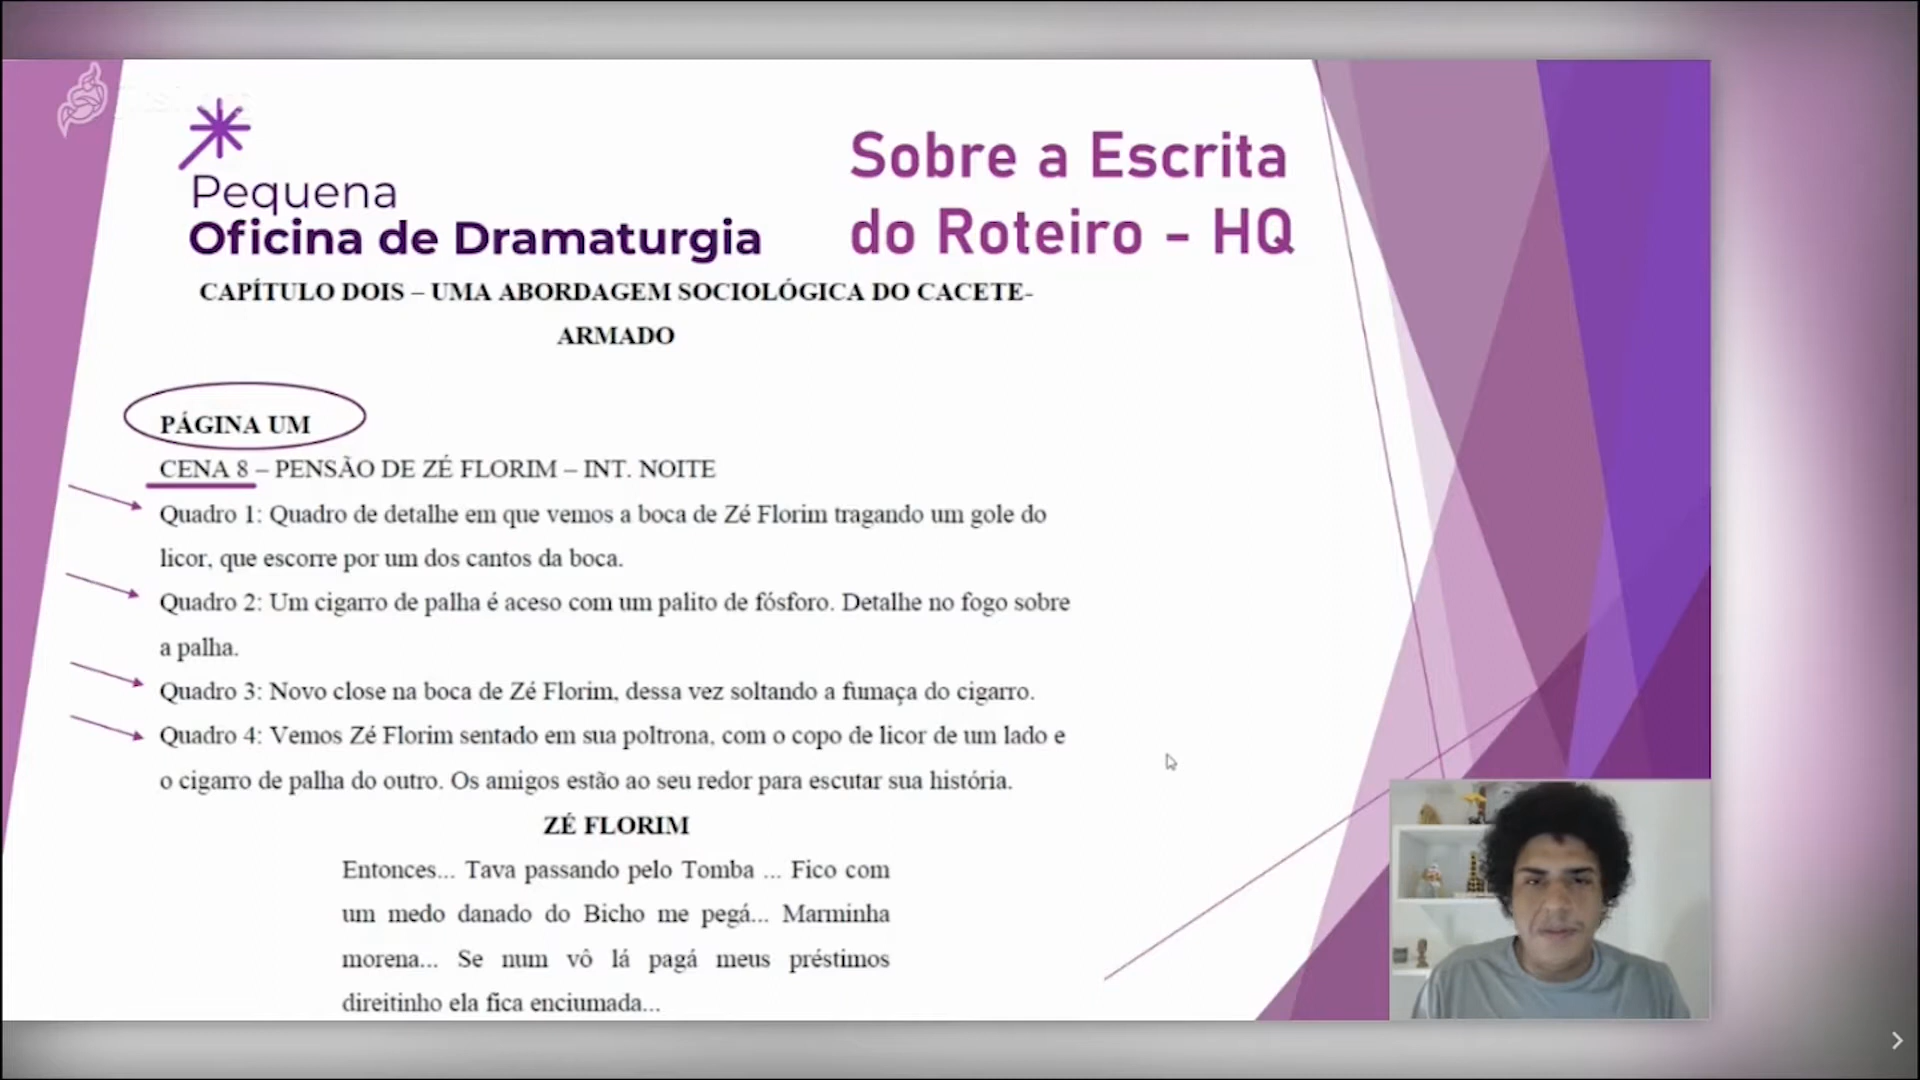 Pequena
Oficina de Dramaturgia
Sobre a Escrita
do Roteiro - HQ
CAPÍTULO DOIS – UMA ABORDAGEM SOCIOLÓGICA DO CACETE-
ARMADO
PÁGINA UM
CENA 8 – PENSÃO DE ZÉ FLORIM – INT. NOITE
Quadro 1: Quadro de detalhe em que vemos a boca de Zé Florim tragando um gole do
licor, que escorre por um dos cantos da boca.
Quadro 2: Um cigarro de palha é aceso com um palito de fósforo. Detalhe no fogo sobre
a palha.
Quadro 3: Novo close na boca de Zé Florim, dessa vez soltando a fumaça do cigarro.
Quadro 4: Vemos Zé Florim sentado em sua poltrona, com o copo de licor de um lado e
o cigarro de palha do outro. Os amigos estão ao seu redor para escutar sua história.
ZÉ FLORIM
Entonces... Tava passando pelo Tomba ... Fico com
um medo danado do Bicho me pegá... Marminha
morena... Se num vô lá pagá meus préstimos
direitinho ela fica enciumada...